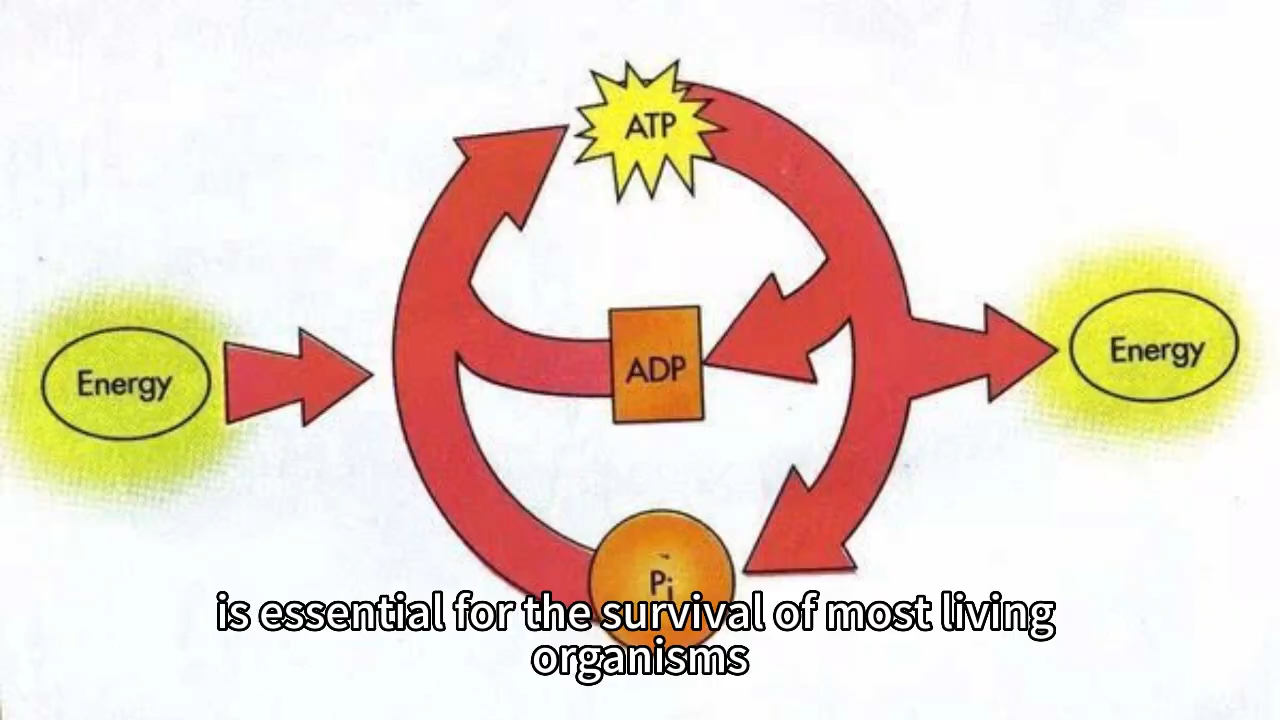 ATP
Energy
ADP
Energy
Pi
is essential for the survival of most living
organisms